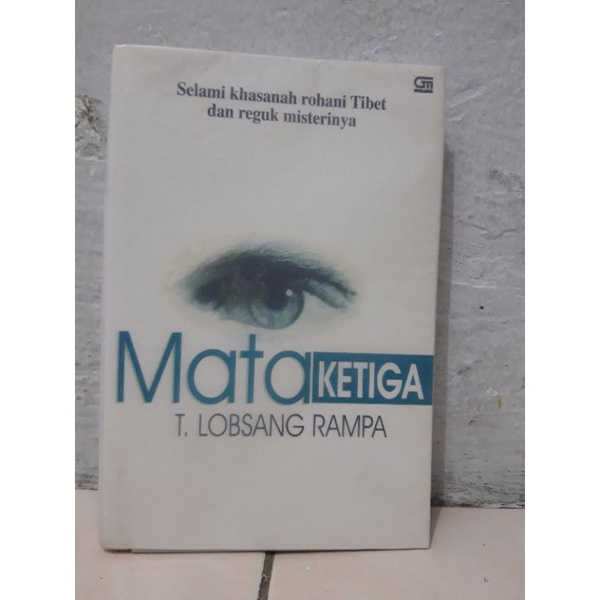 Selami khasanah rohani Tibet
dan reguk misterinya
Mata KETIGA
T. LOBSANG RAMPA